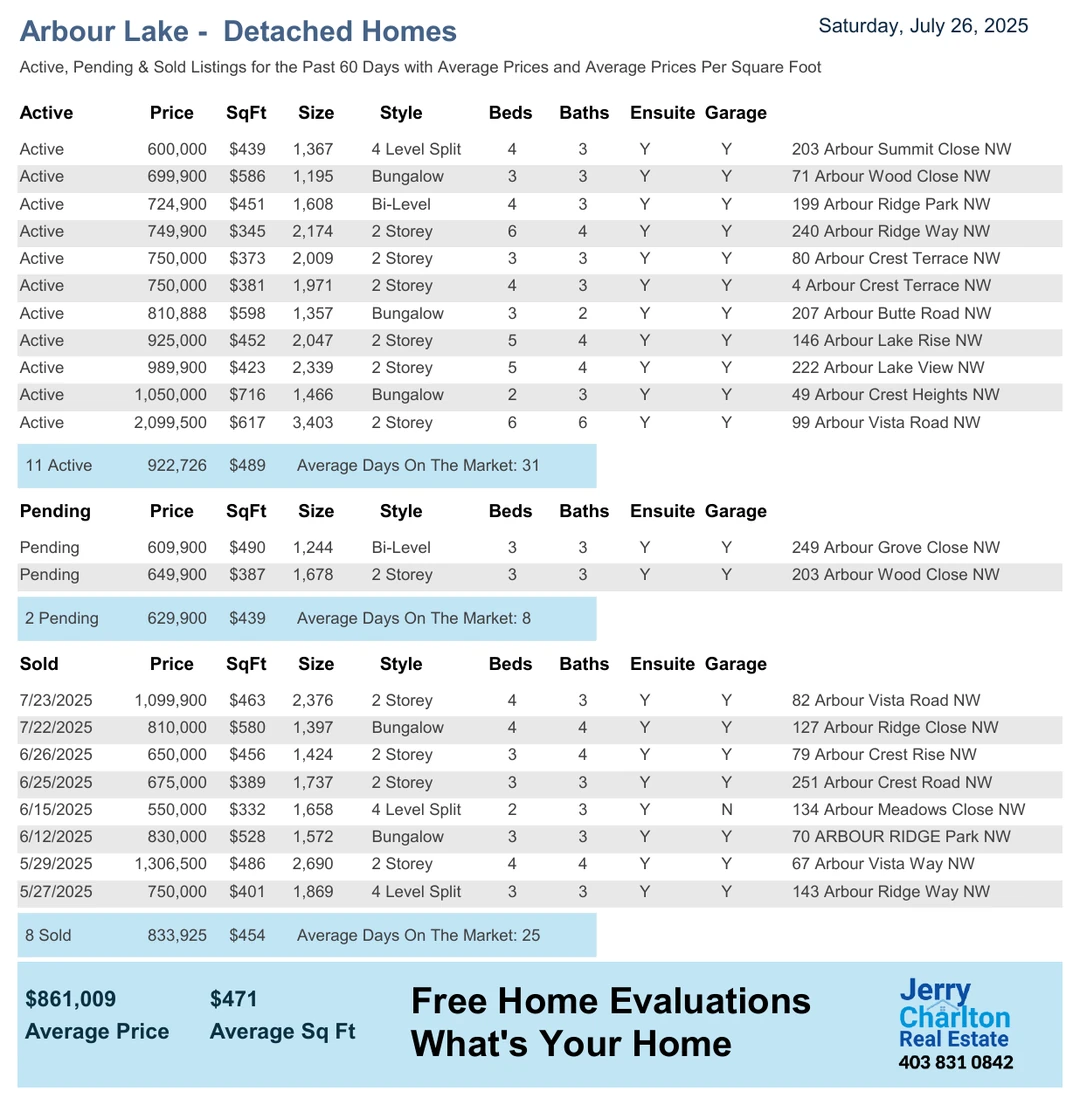 Arbour Lake - Detached Homes
Saturday, July 26, 2025
Active, Pending & Sold Listings for the Past 60 Days with Average Prices and Average Prices Per Square Foot
Active Price SqFt Size Style Beds Baths Ensuite Garage
Active 600,000 $439 1,367 4 Level Split 4 3 Y Y 203 Arbour Summit Close NW
Active 699,900 $586 1,195 Bungalow 3 3 Y Y 71 Arbour Wood Close NW
Active 724,900 $451 1,608 Bi-Level 4 3 Y Y 199 Arbour Ridge Park NW
Active 749,900 $345 2,174 2 Storey 6 4 Y Y 240 Arbour Ridge Way NW
Active 750,000 $373 2,009 2 Storey 3 3 Y Y 80 Arbour Crest Terrace NW
Active 750,000 $381 1,971 2 Storey 4 3 Y Y 4 Arbour Crest Terrace NW
Active 810,888 $598 1,357 Bungalow 3 2 Y Y 207 Arbour Butte Road NW
Active 925,000 $452 2,047 2 Storey 5 4 Y Y 146 Arbour Lake Rise NW
Active 989,900 $423 2,339 2 Storey 5 4 Y Y 222 Arbour Lake View NW
Active 1,050,000 $716 1,466 Bungalow 2 3 Y Y 49 Arbour Crest Heights NW
Active 2,099,500 $617 3,403 2 Storey 6 6 Y Y 99 Arbour Vista Road NW
11 Active 922,726 $489 Average Days On The Market: 31
Pending Price SqFt Size Style Beds Baths Ensuite Garage
Pending 609,900 $490 1,244 Bi-Level 3 3 Y Y 249 Arbour Grove Close NW
Pending 649,900 $387 1,678 2 Storey 3 3 Y Y 203 Arbour Wood Close NW
2 Pending 629,900 $439 Average Days On The Market: 8
Sold Price SqFt Size Style Beds Baths Ensuite Garage
7/23/2025 1,099,900 $463 2,376 2 Storey 4 3 Y Y 82 Arbour Vista Road NW
7/22/2025 810,000 $580 1,397 Bungalow 4 4 Y Y 127 Arbour Ridge Close NW
6/26/2025 650,000 $456 1,424 2 Storey 3 4 Y Y 79 Arbour Crest Rise NW
6/25/2025 675,000 $389 1,737 2 Storey 3 3 Y Y 251 Arbour Crest Road NW
6/15/2025 550,000 $332 1,658 4 Level Split 2 3 Y N 134 Arbour Meadows Close NW
6/12/2025 830,000 $528 1,572 Bungalow 3 3 Y Y 70 ARBOUR RIDGE Park NW
5/29/2025 1,306,500 $486 2,690 2 Storey 4 4 Y Y 67 Arbour Vista Way NW
5/27/2025 750,000 $401 1,869 4 Level Split 3 3 Y Y 143 Arbour Ridge Way NW
8 Sold 833,925 $454 Average Days On The Market: 25
$861,009 $471
Average Price Average Sq Ft
Free Home Evaluations
What's Your Home
Jerry
Charlton
Real Estate
403 831 0842